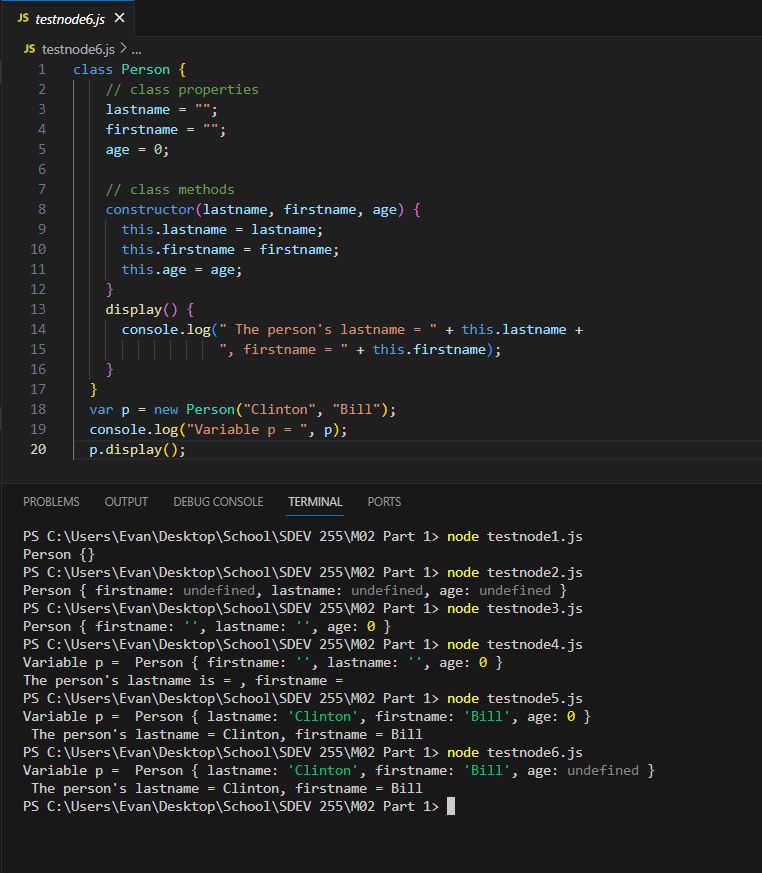 JS testnode6.js ×
JS testnode6.js > ...
1 class Person {
2 // class properties
3 lastname = "";
4 firstname = "";
5 age = 0;
6
7 // class methods
8 constructor(lastname, firstname, age) {
9 this.lastname = lastname;
10 this.firstname = firstname;
11 this.age = age;
12 }
13 display() {
14 console.log(" The person's lastname = " + this.lastname +
15 ", firstname = " + this.firstname);
16 }
17 }
18 var p = new Person("Clinton", "Bill");
19 console.log("Variable p = ", p);
20 p.display();
PROBLEMS OUTPUT DEBUG CONSOLE TERMINAL PORTS
PS C:\Users\Evan\Desktop\School\SDEV 255\M02 Part 1> node testnode1.js
Person {}
PS C:\Users\Evan\Desktop\School\SDEV 255\M02 Part 1> node testnode2.js
Person { firstname: undefined, lastname: undefined, age: undefined }
PS C:\Users\Evan\Desktop\School\SDEV 255\M02 Part 1> node testnode3.js
Person { firstname: '', lastname: '', age: 0 }
PS C:\Users\Evan\Desktop\School\SDEV 255\M02 Part 1> node testnode4.js
Variable p =  Person { firstname: '', lastname: '', age: 0 }
The person's lastname is = , firstname =
PS C:\Users\Evan\Desktop\School\SDEV 255\M02 Part 1> node testnode5.js
Variable p =  Person { lastname: 'Clinton', firstname: 'Bill', age: 0 }
 The person's lastname = Clinton, firstname = Bill
PS C:\Users\Evan\Desktop\School\SDEV 255\M02 Part 1> node testnode6.js
Variable p =  Person { lastname: 'Clinton', firstname: 'Bill', age: undefined }
 The person's lastname = Clinton, firstname = Bill
PS C:\Users\Evan\Desktop\School\SDEV 255\M02 Part 1>